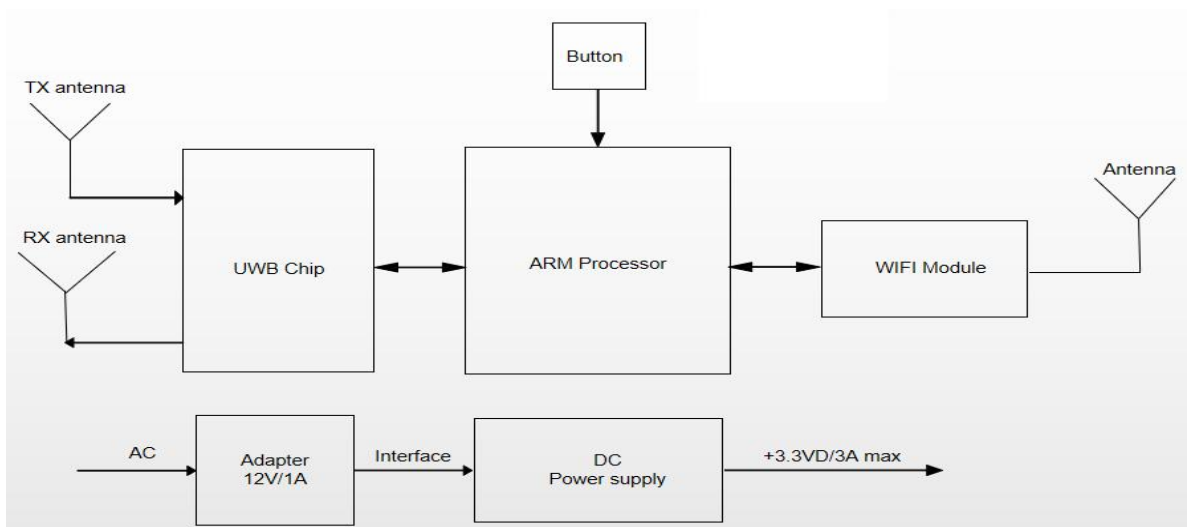 Button
TX antenna
Antenna
RX antenna
UWB Chip
ARM Processor
WIFI Module
AC
Adapter
12V/1A
Interface
DC
Power supply
+3.3VD/3A max